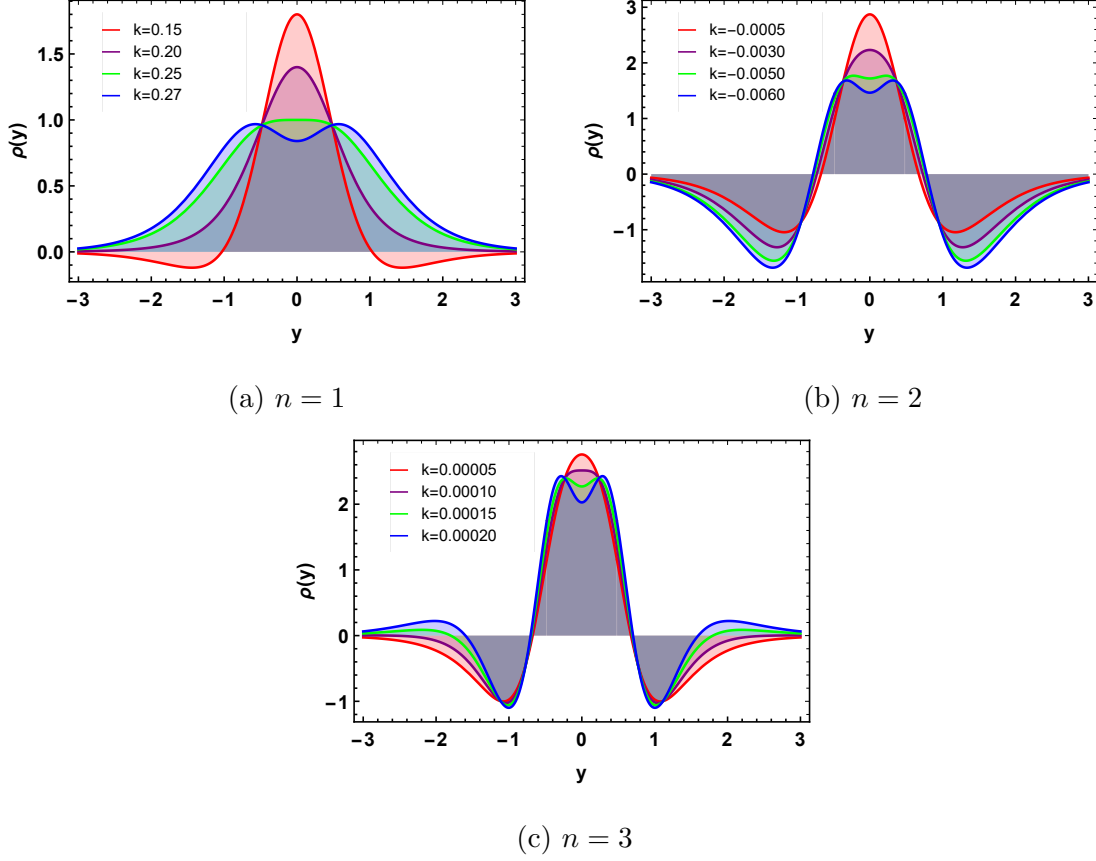 ρ(y)
1.5
1.0
0.5
0.0
k=0.15
k=0.20
k=0.25
k=0.27
−3 −2 −1 0 1 2 3
y
(a) n = 1
ρ(y)
3
2
1
0
−1
k=−0.0005
k=−0.0030
k=−0.0050
k=−0.0060
−3 −2 −1 0 1 2 3
y
(b) n = 2
ρ(y)
2
1
0
−1
k=0.00005
k=0.00010
k=0.00015
k=0.00020
−3 −2 −1 0 1 2 3
y
(c) n = 3